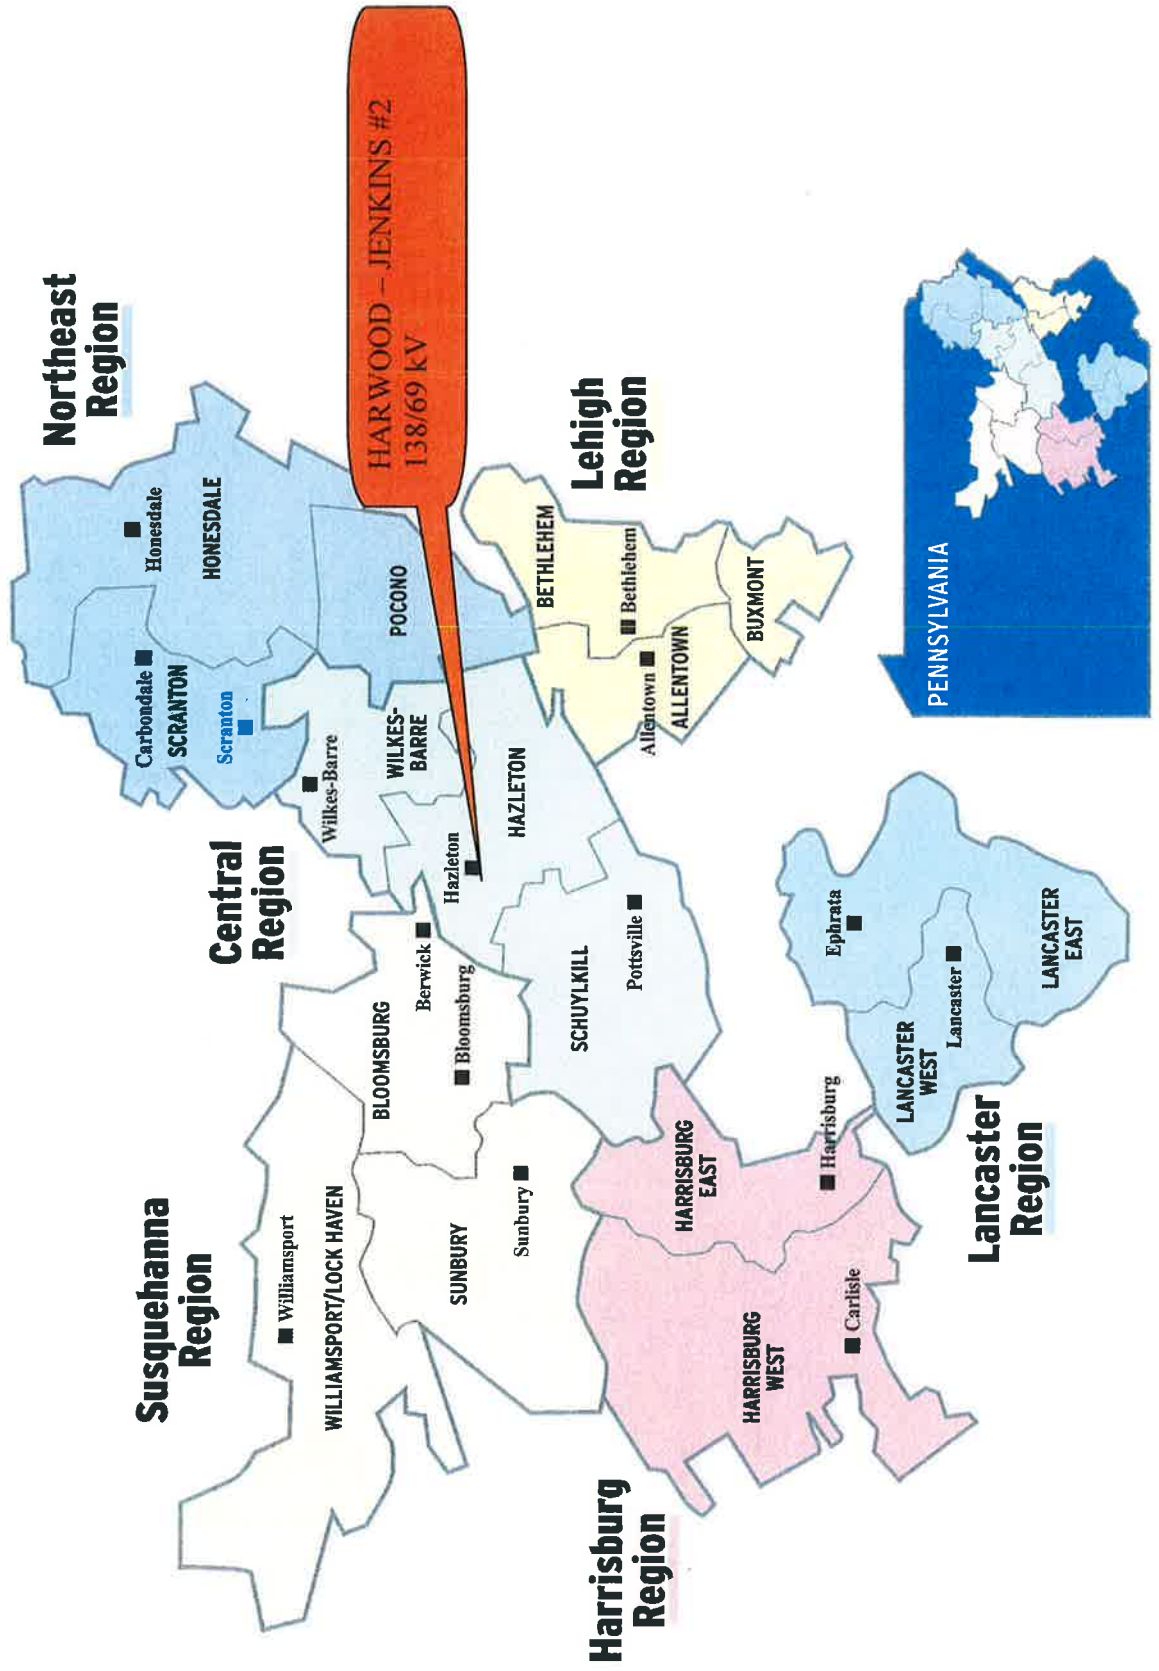 Northeast
Region
Honesdale
HONESDALE
Carbondale
SCRANTON
Scranton
POCONO
HARWOOD – JENKINS #2
138/69 kV
Central
Region
Wilkes-Barre
WILKES-
BARRE
Hazleton
HAZLETON
SCHUYLKILL
Pottsville
Lehigh
Region
BETHLEHEM
Bethlehem
Allentown
ALLENTOWN
BUXMONT
Susquehanna
Region
Williamsport
WILLIAMSPORT/LOCK HAVEN
BLOOMSBURG
Berwick
Bloomsburg
SUNBURY
Sunbury
Harrisburg
Region
HARRISBURG
EAST
Harrisburg
HARRISBURG
WEST
Carlisle
Lancaster
Region
Ephrata
LANCASTER
WEST
Lancaster
LANCASTER
EAST
PENNSYLVANIA